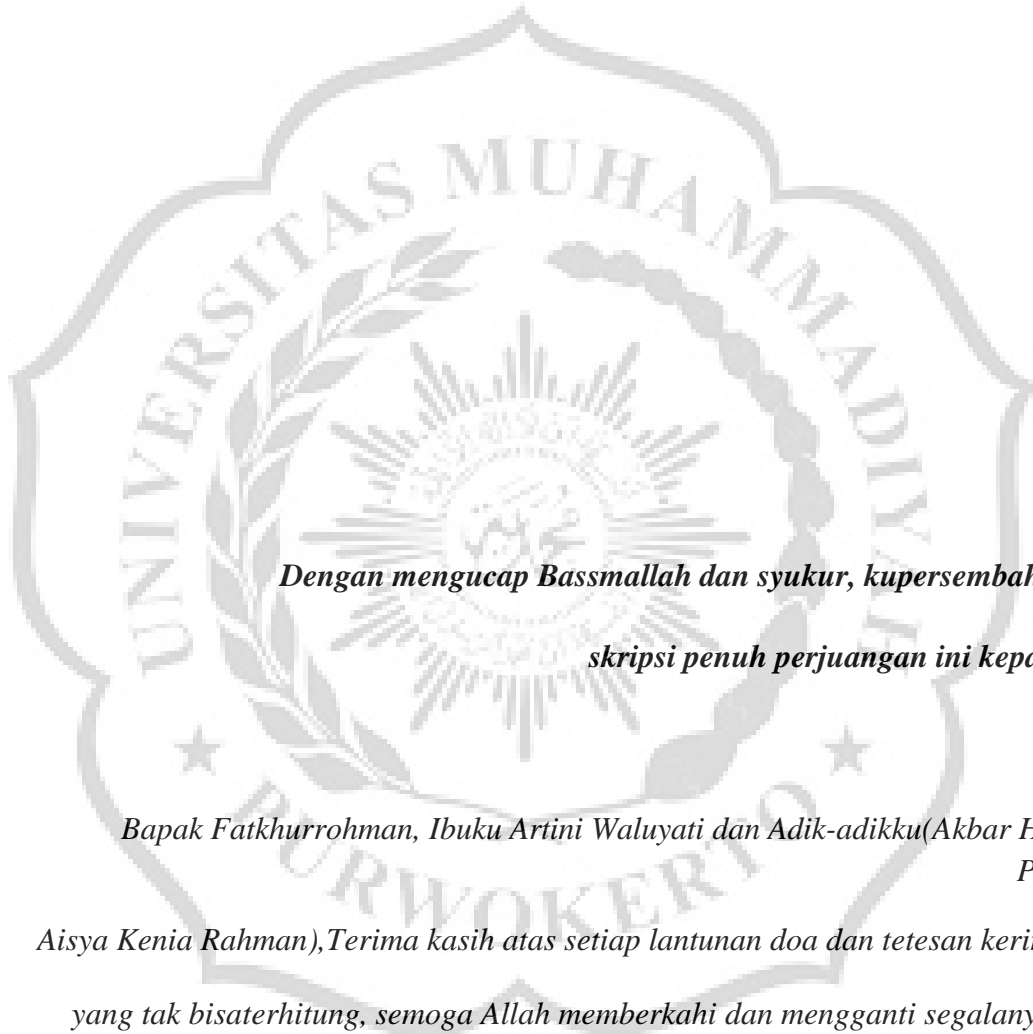 UNIVERSITAS MUHAMMADIYAH
PURWOKERTO
Dengan mengucap Bassmallah dan syukur, kupersembah
skripsi penuh perjuangan ini kepa
Bapak Fatkhurrohman, Ibuku Artini Waluyati dan Adik-adikku(Akbar H
P
Aisya Kenia Rahman),Terima kasih atas setiap lantunan doa dan tetesan keri
yang tak bisaterhitung, semoga Allah memberkahi dan mengganti segalany